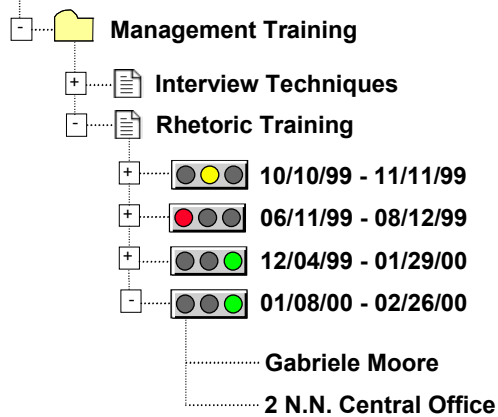 Management Training
Interview Techniques
Rhetoric Training
10/10/99 - 11/11/99
06/11/99 - 08/12/99
12/04/99 - 01/29/00
01/08/00 - 02/26/00
Gabriele Moore
2 N.N. Central Office